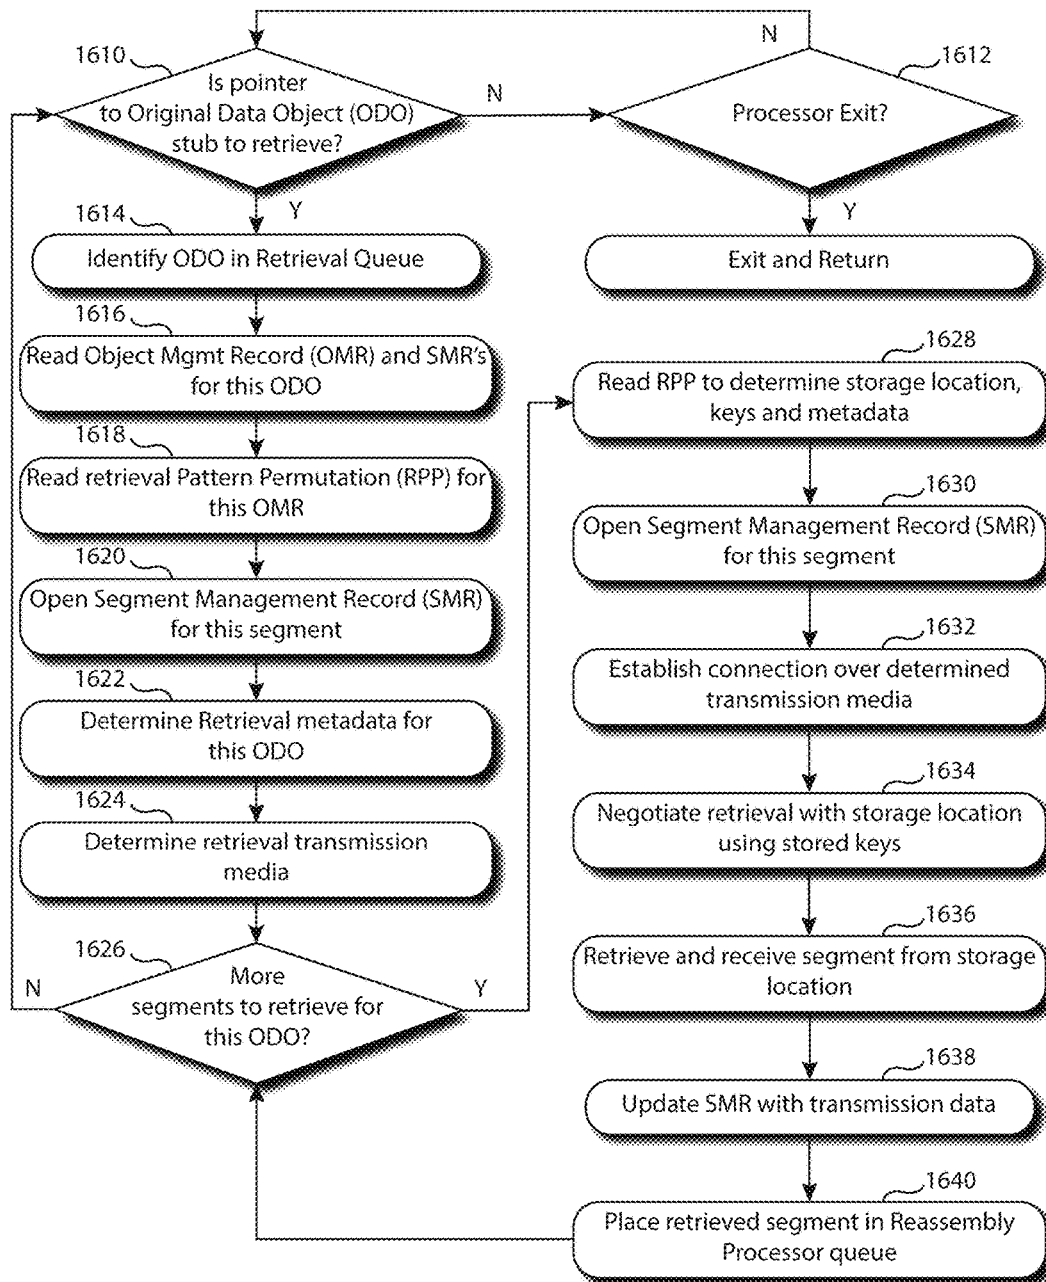 N
1610
Is pointer
to Original Data Object (ODO)
stub to retrieve?
N
1612
Processor Exit?
Y
Y
1614
Identify ODO in Retrieval Queue
Exit and Return
1616
Read Object Mgmt Record (OMR) and SMR's
for this ODO
1618
Read retrieval Pattern Permutation (RPP) for
this OMR
1620
Open Segment Management Record (SMR)
for this segment
1622
Determine Retrieval metadata for
this ODO
1624
Determine retrieval transmission
media
1626
More
segments to retrieve for
this ODO?
N
Y
1628
Read RPP to determine storage location,
keys and metadata
1630
Open Segment Management Record (SMR)
for this segment
1632
Establish connection over determined
transmission media
1634
Negotiate retrieval with storage location
using stored keys
1636
Retrieve and receive segment from storage
location
1638
Update SMR with transmission data
1640
Place retrieved segment in Reassembly
Processor queue